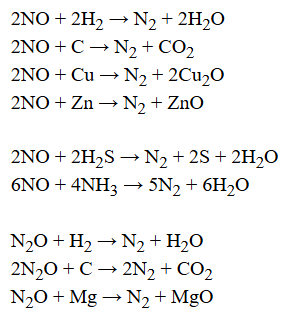 2NO + 2H₂ → N₂ + 2H₂O
2NO + C → N₂ + CO₂
2NO + Cu → N₂ + 2Cu₂O
2NO + Zn → N₂ + ZnO
2NO + 2H₂S → N₂ + 2S + 2H₂O
6NO + 4NH₃ → 5N₂ + 6H₂O
N₂O + H₂ → N₂ + H₂O
2N₂O + C → 2N₂ + CO₂
N₂O + Mg → N₂ + MgO